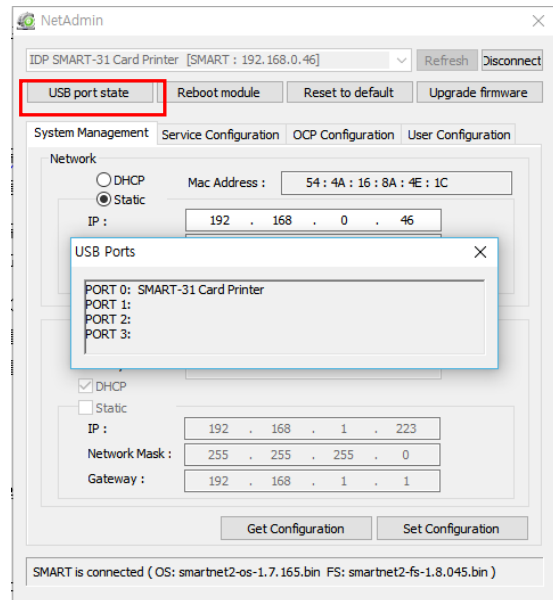 NetAdmin
IDP SMART-31 Card Printer [SMART : 192.168.0.46] Refresh Disconnect
USB port state Reboot module Reset to default Upgrade firmware
System Management Service Configuration OCP Configuration User Configuration
Network
DHCP Mac Address : 54 : 4A : 16 : 8A : 4E : 1C
Static
IP : 192 . 168 . 0 . 46
USB Ports
PORT 0: SMART-31 Card Printer
PORT 1:
PORT 2:
PORT 3:
DHCP
Static
IP : 192 . 168 . 1 . 223
Network Mask : 255 . 255 . 255 . 0
Gateway : 192 . 168 . 1 . 1
Get Configuration Set Configuration
SMART is connected ( OS: smartnet2-os-1.7.165.bin FS: smartnet2-fs-1.8.045.bin )